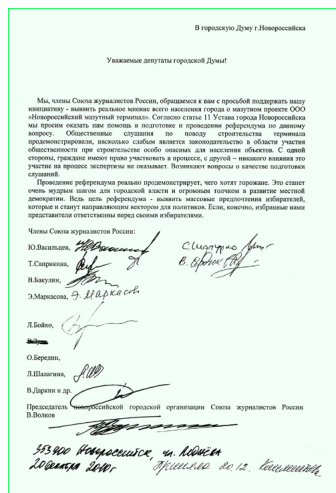 В городскую Думу г.Новороссийска
Уважаемые депутаты городской Думы!
Мы, члены Союза журналистов России, обращаемся к вам с просьбой поддержать нашу
инициативу - выявить реальное мнение всего населения города о мазутном проекте ООО
«Новороссийский мазутный терминал». Согласно статье 11 Устава города Новороссийска
мы просим оказать нам помощь в подготовке и проведении референдума по данному
вопросу. Общественные слушания по поводу строительства терминала
продемонстрировали, насколько слабым является законодательство в области участия
общественности при строительстве особо опасных для населения объектов. С одной
стороны, граждане имеют право участвовать в процессе, с другой – никакого влияния это
участие на процесс экспертизы не оказывает. Возникают вопросы о качестве подготовки
слушаний.
Проведение референдума реально продемонстрирует, чего хотят горожане. Это станет
очень мудрым шагом для городской власти и огромным толчком в развитие местной
демократии. Ведь цель референдума - выявить массовые предпочтения избирателей,
которые и станут направляющим вектором для политиков. Если, конечно, избранные нами
представители ответственны перед своими избирателями.
Члены Союза журналистов России:
Ю.Васильцев,
Т.Саприкина,
В.Бакулин,
Э.Маркасова, Э. Маркасова
Л.Бойко,
О.Бередин,
Л.Шалагина,
В.Даркин и др.
Председатель новороссийской городской организации Союза журналистов России
В.Волков
353900 Новороссийск, ул.
20 декабря 2010г
20.12.